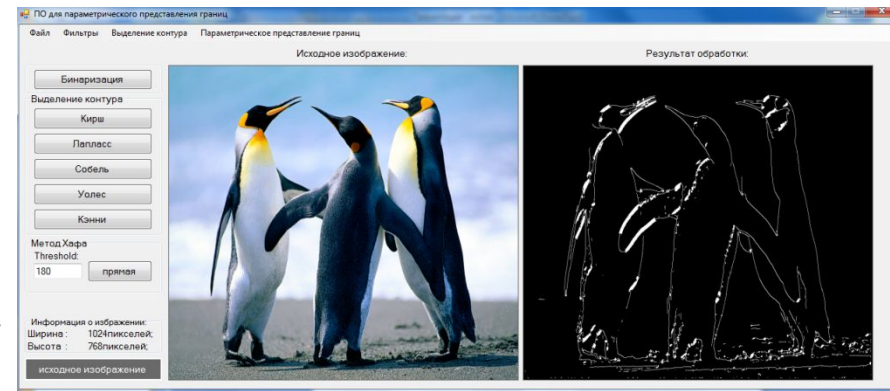 ПО для параметрического представления границ
Файл Фильтры Выделение контура Параметрическое представление границ
Исходное изображение: Результат обработки:
Бинаризация
Выделение контура
Кирш
Лапласс
Собель
Уолес
Кэнни
Метод Хафа
Threshold:
180 прямая
Информация о избражении:
Ширина : 1024пикселей;
Высота : 768пикселей;
исходное изображение